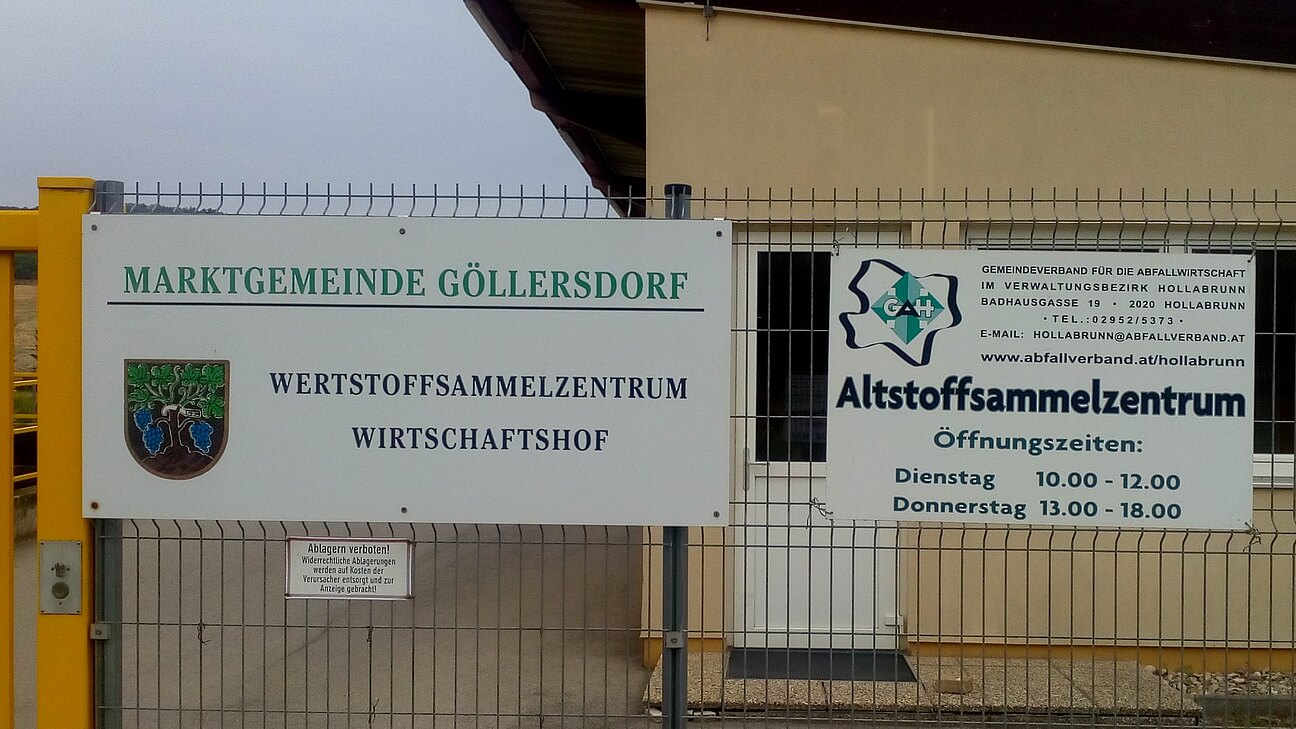 MARKTGEMEINDE GÖLLERSDORF
WERTSTOFFSAMMELZENTRUM
WIRTSCHAFTSHOF
Ablagern verboten!
Widerrechtliche Ablagerungen
werden auf Kosten der
Verursacher entsorgt und zur
Anzeige gebracht!
GAH
GEMEINDEVERBAND FÜR DIE ABFALLWIRTSCHAFT
IM VERWALTUNGSBEZIRK HOLLABRUNN
BADHAUSGASSE 19 • 2020 HOLLABRUNN
• TEL.:02952/5373 •
E-MAIL: HOLLABRUNN@ABFALLVERBAND.AT
www.abfallverband.at/hollabrunn
Altstoffsammelzentrum
Öffnungszeiten:
Dienstag 10.00 - 12.00
Donnerstag 13.00 - 18.00